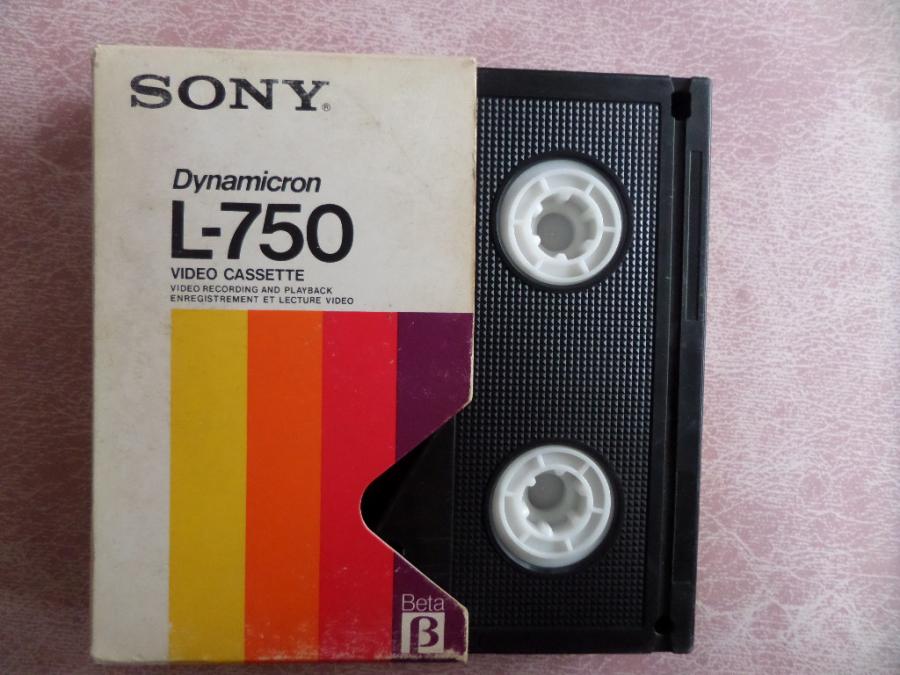 SONY®
Dynamicron
L-750
VIDEO CASSETTE
VIDEO RECORDING AND PLAYBACK
ENREGISTREMENT ET LECTURE VIDEO
Beta
β